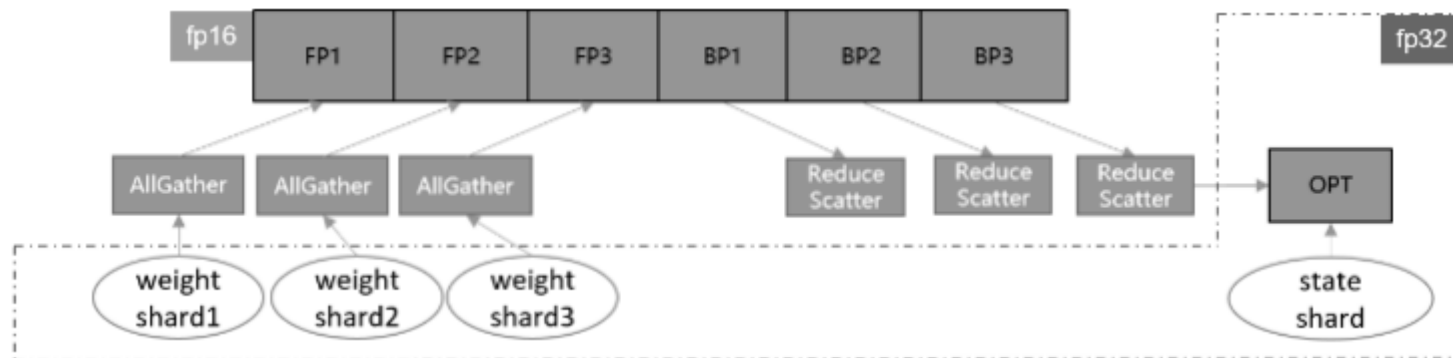 fp16
FP1
FP2
FP3
BP1
BP2
BP3
fp32
AllGather
AllGather
AllGather
Reduce
Scatter
Reduce
Scatter
Reduce
Scatter
OPT
weight
shard1
weight
shard2
weight
shard3
state
shard